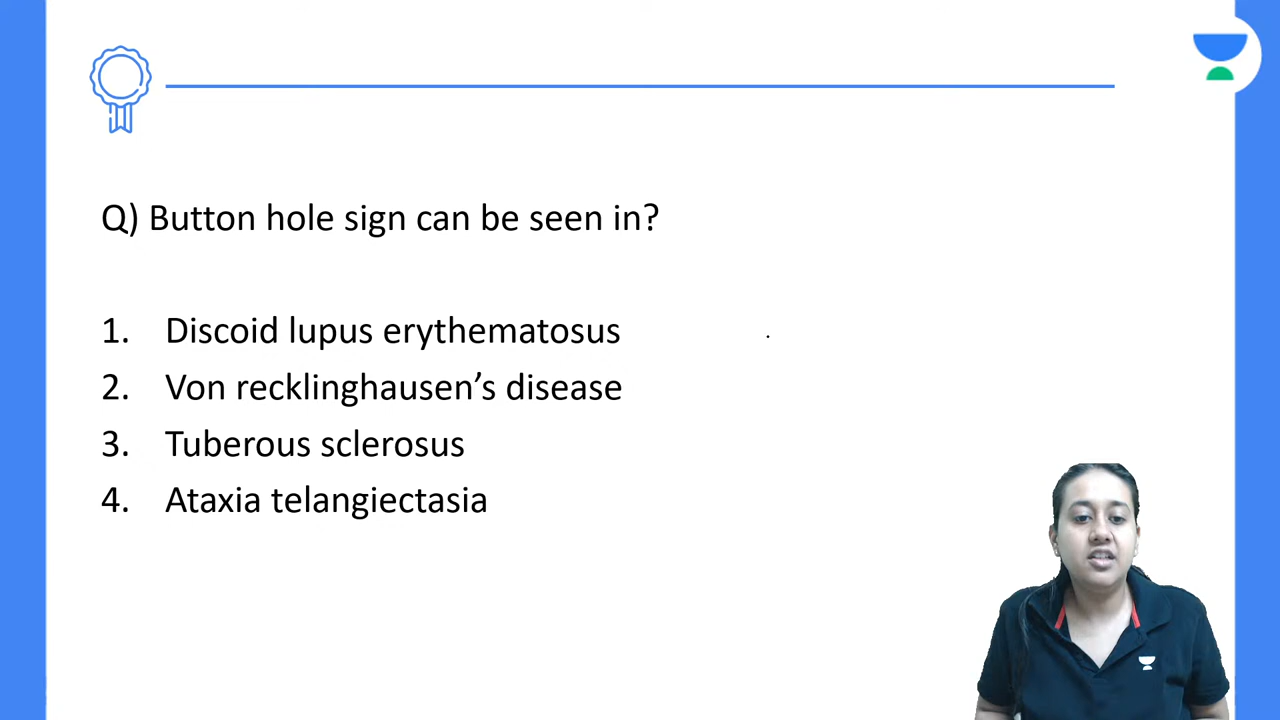 Q) Button hole sign can be seen in?
1. Discoid lupus erythematosus
2. Von recklinghausen’s disease
3. Tuberous sclerosus
4. Ataxia telangiectasia